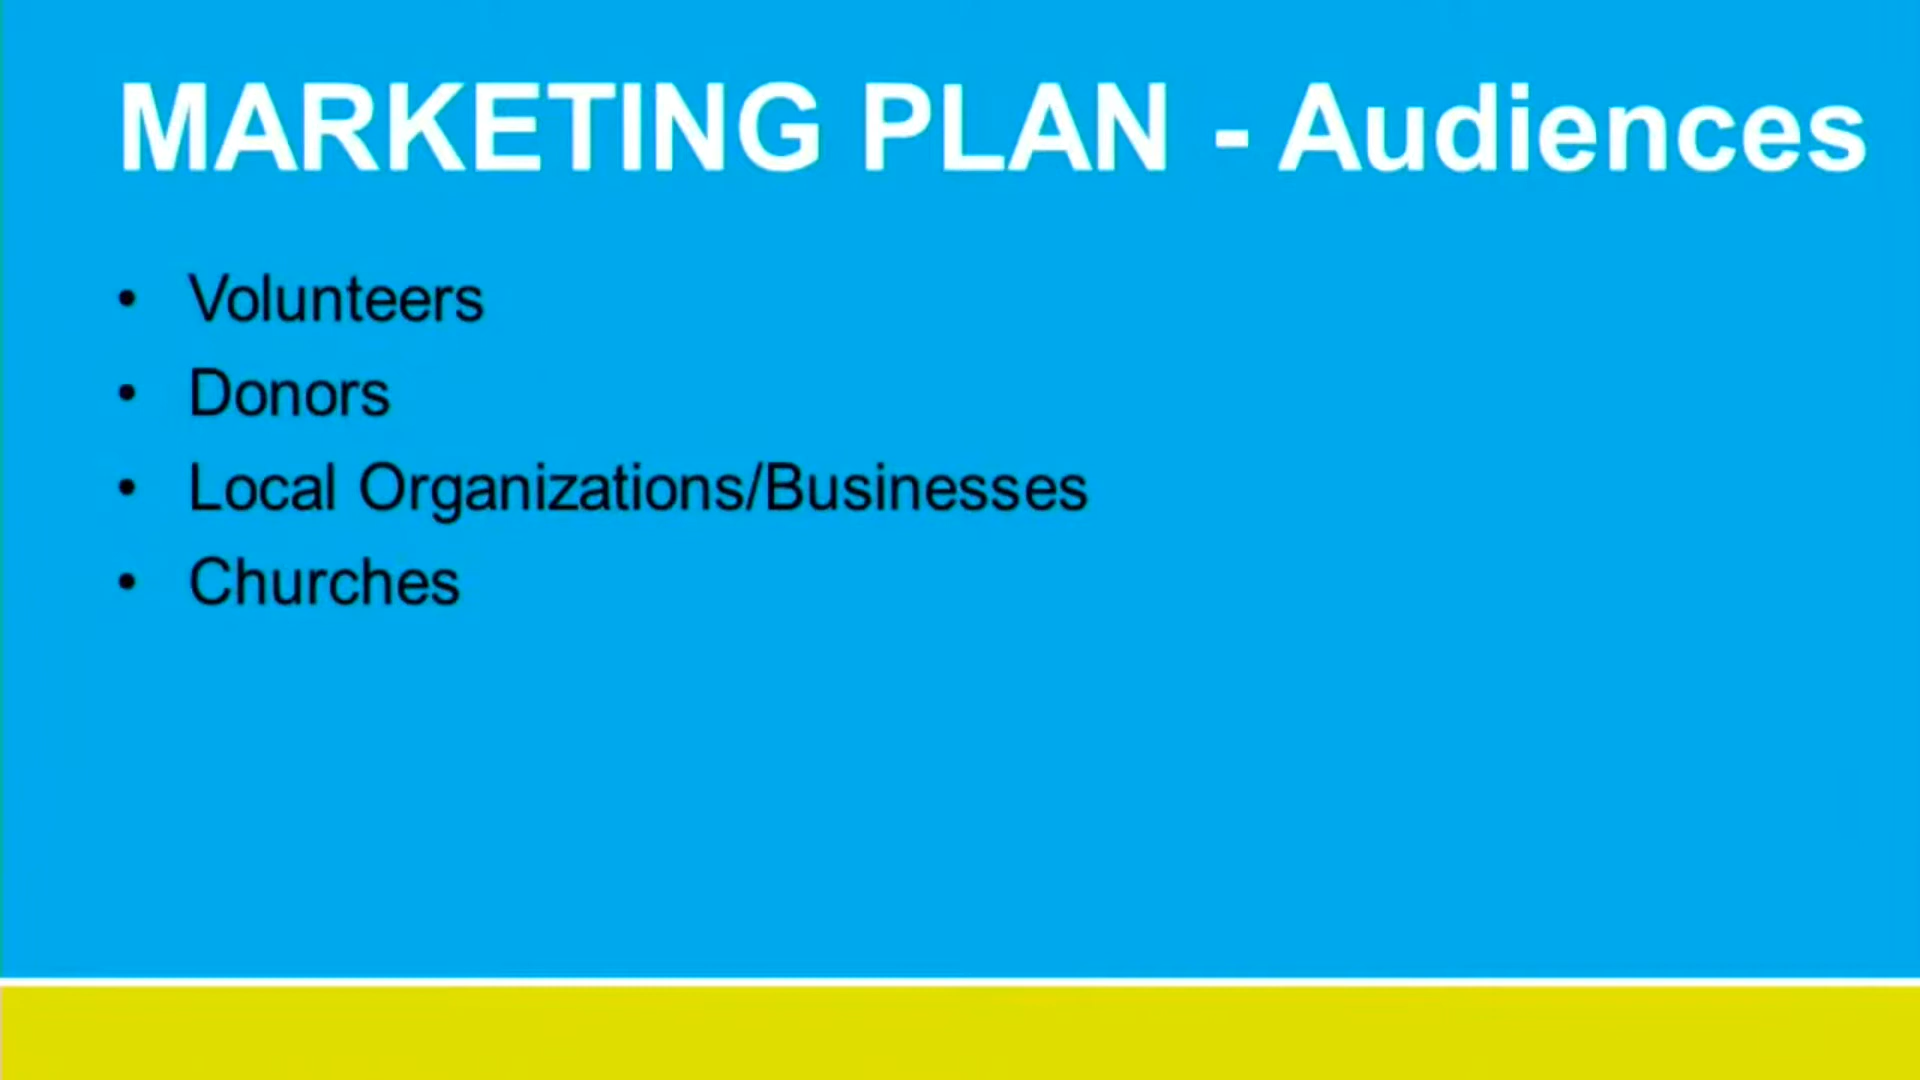 MARKETING PLAN - Audiences
• Volunteers
• Donors
• Local Organizations/Businesses
• Churches